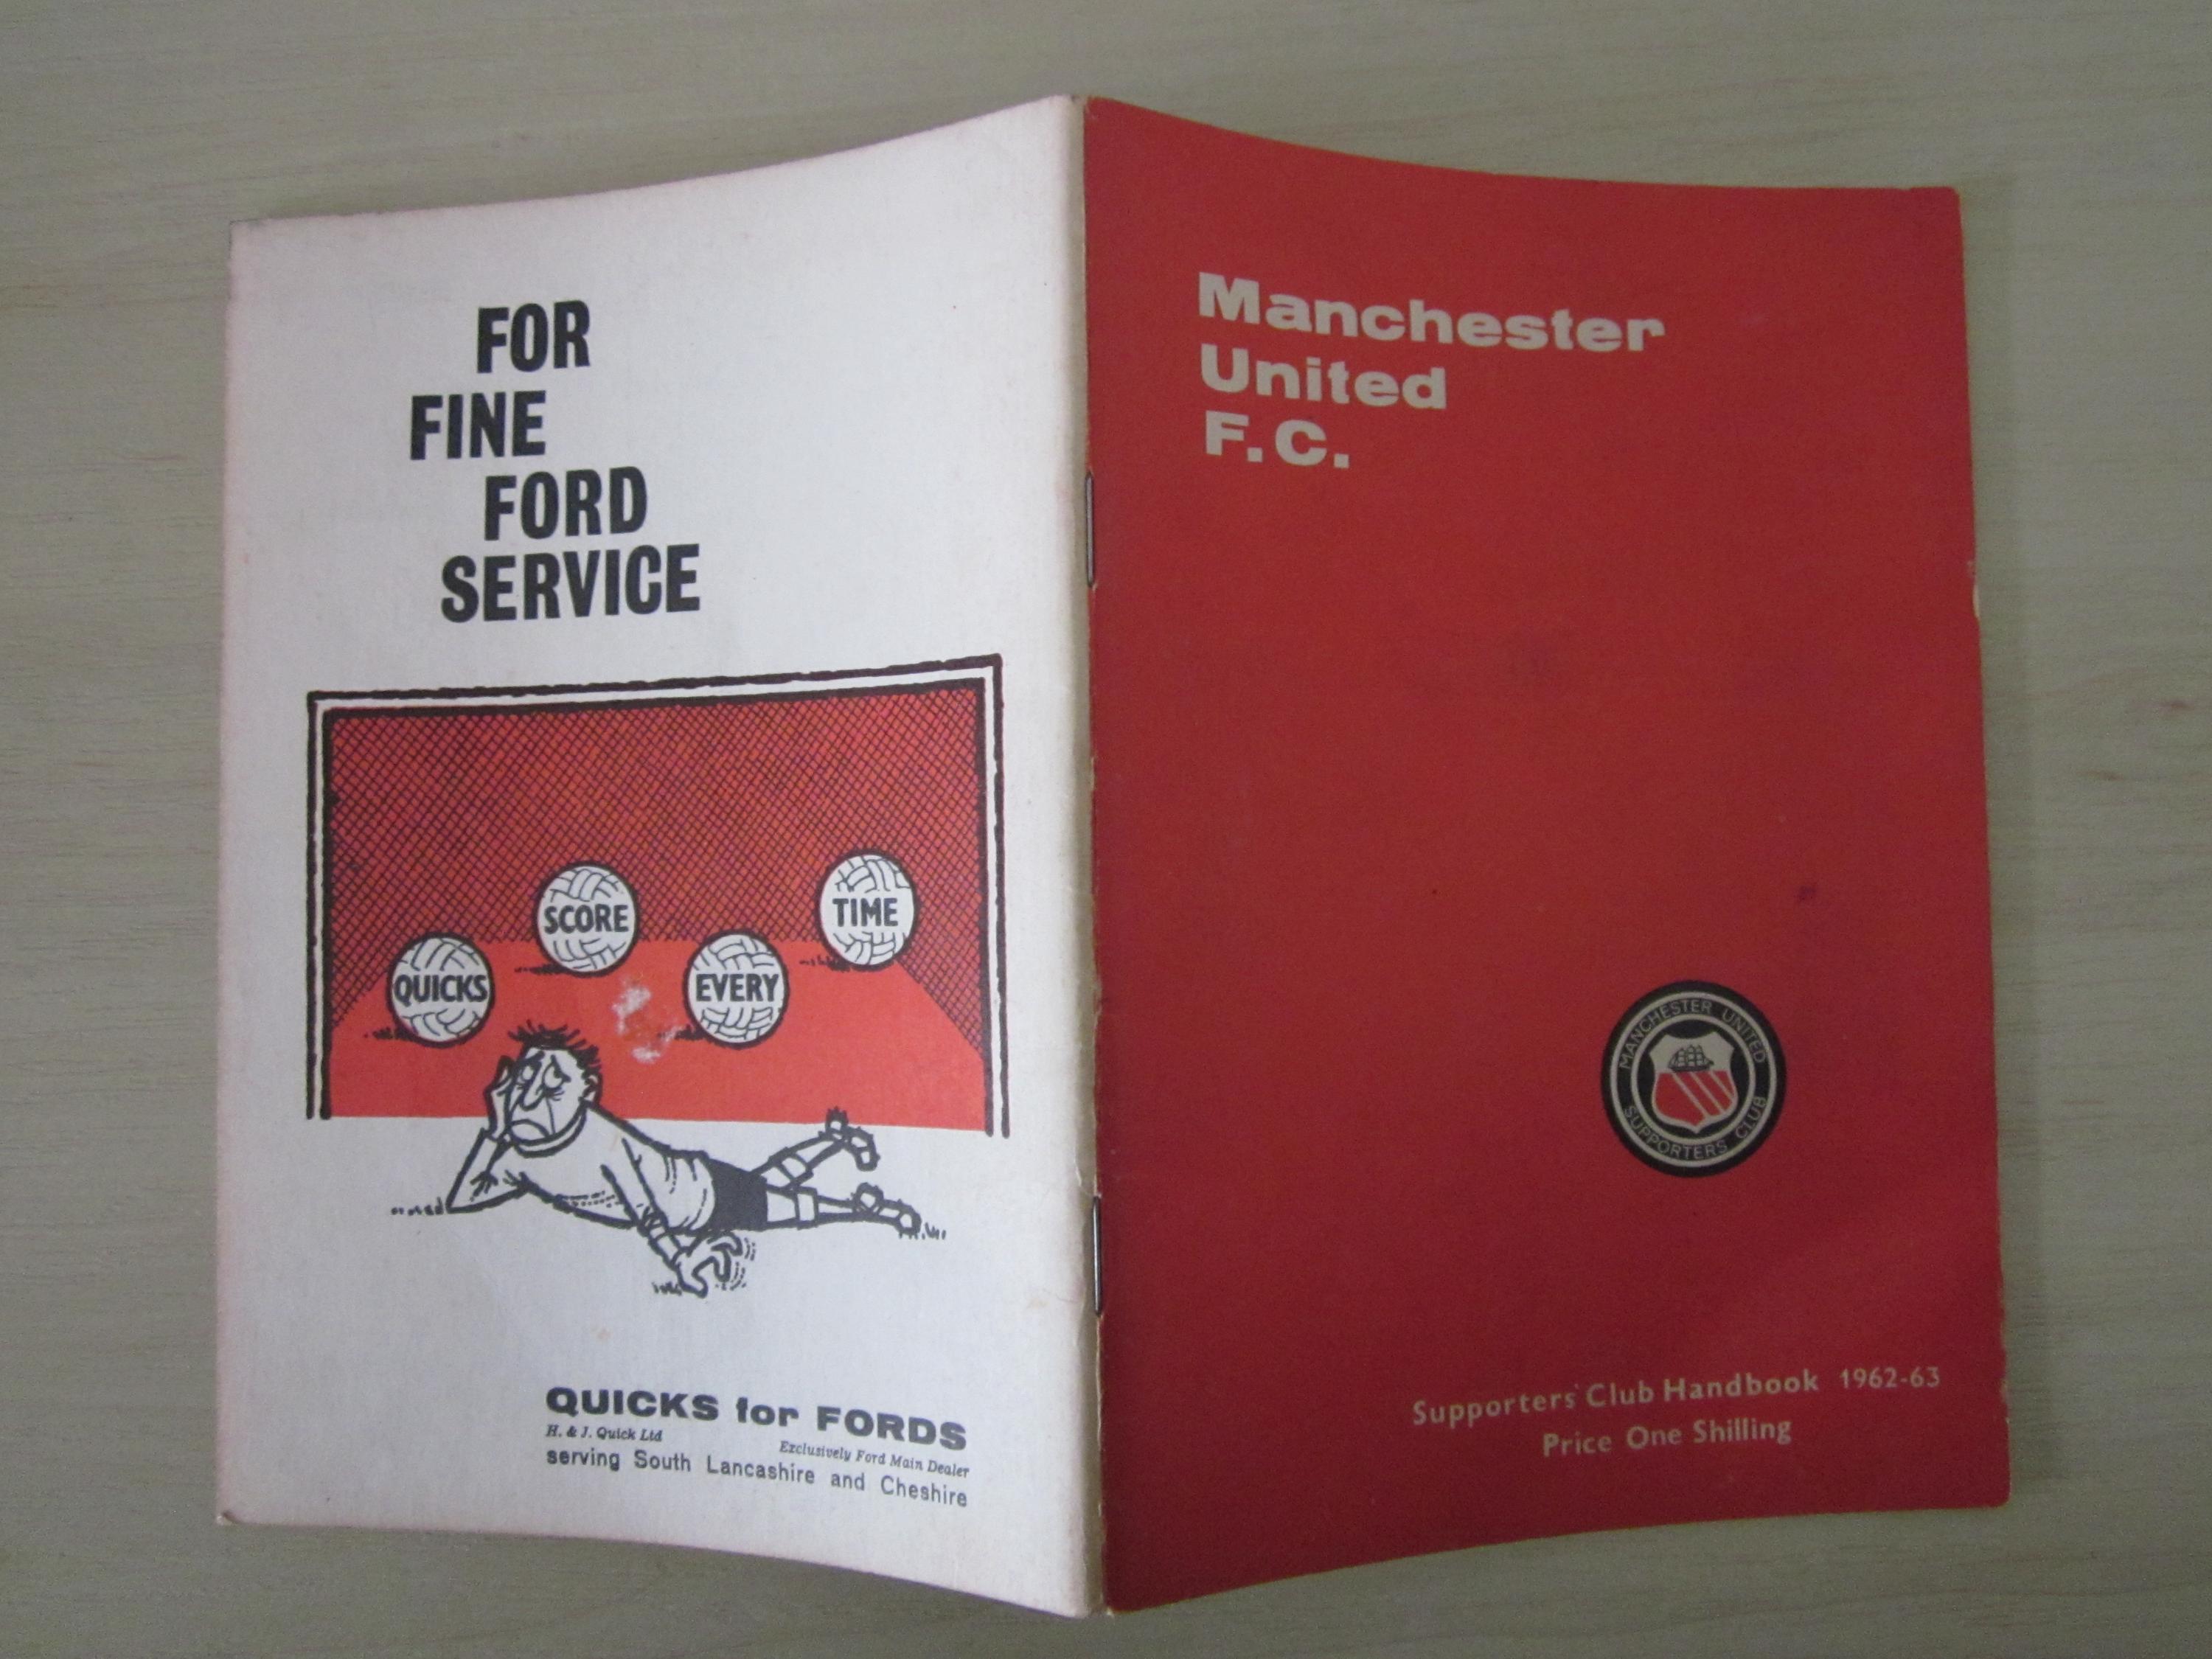 FOR
FINE
FORD
SERVICE
QUICKS
SCORE
EVERY
TIME
QUICKS for FORDS
H. & J. Quick Ltd
Exclusively Ford Main Dealer
serving South Lancashire and Cheshire
Manchester
United
F.C.
MANCHESTER UNITED
SUPPORTERS' CLUB
Supporters' Club Handbook 1962-63
Price One Shilling